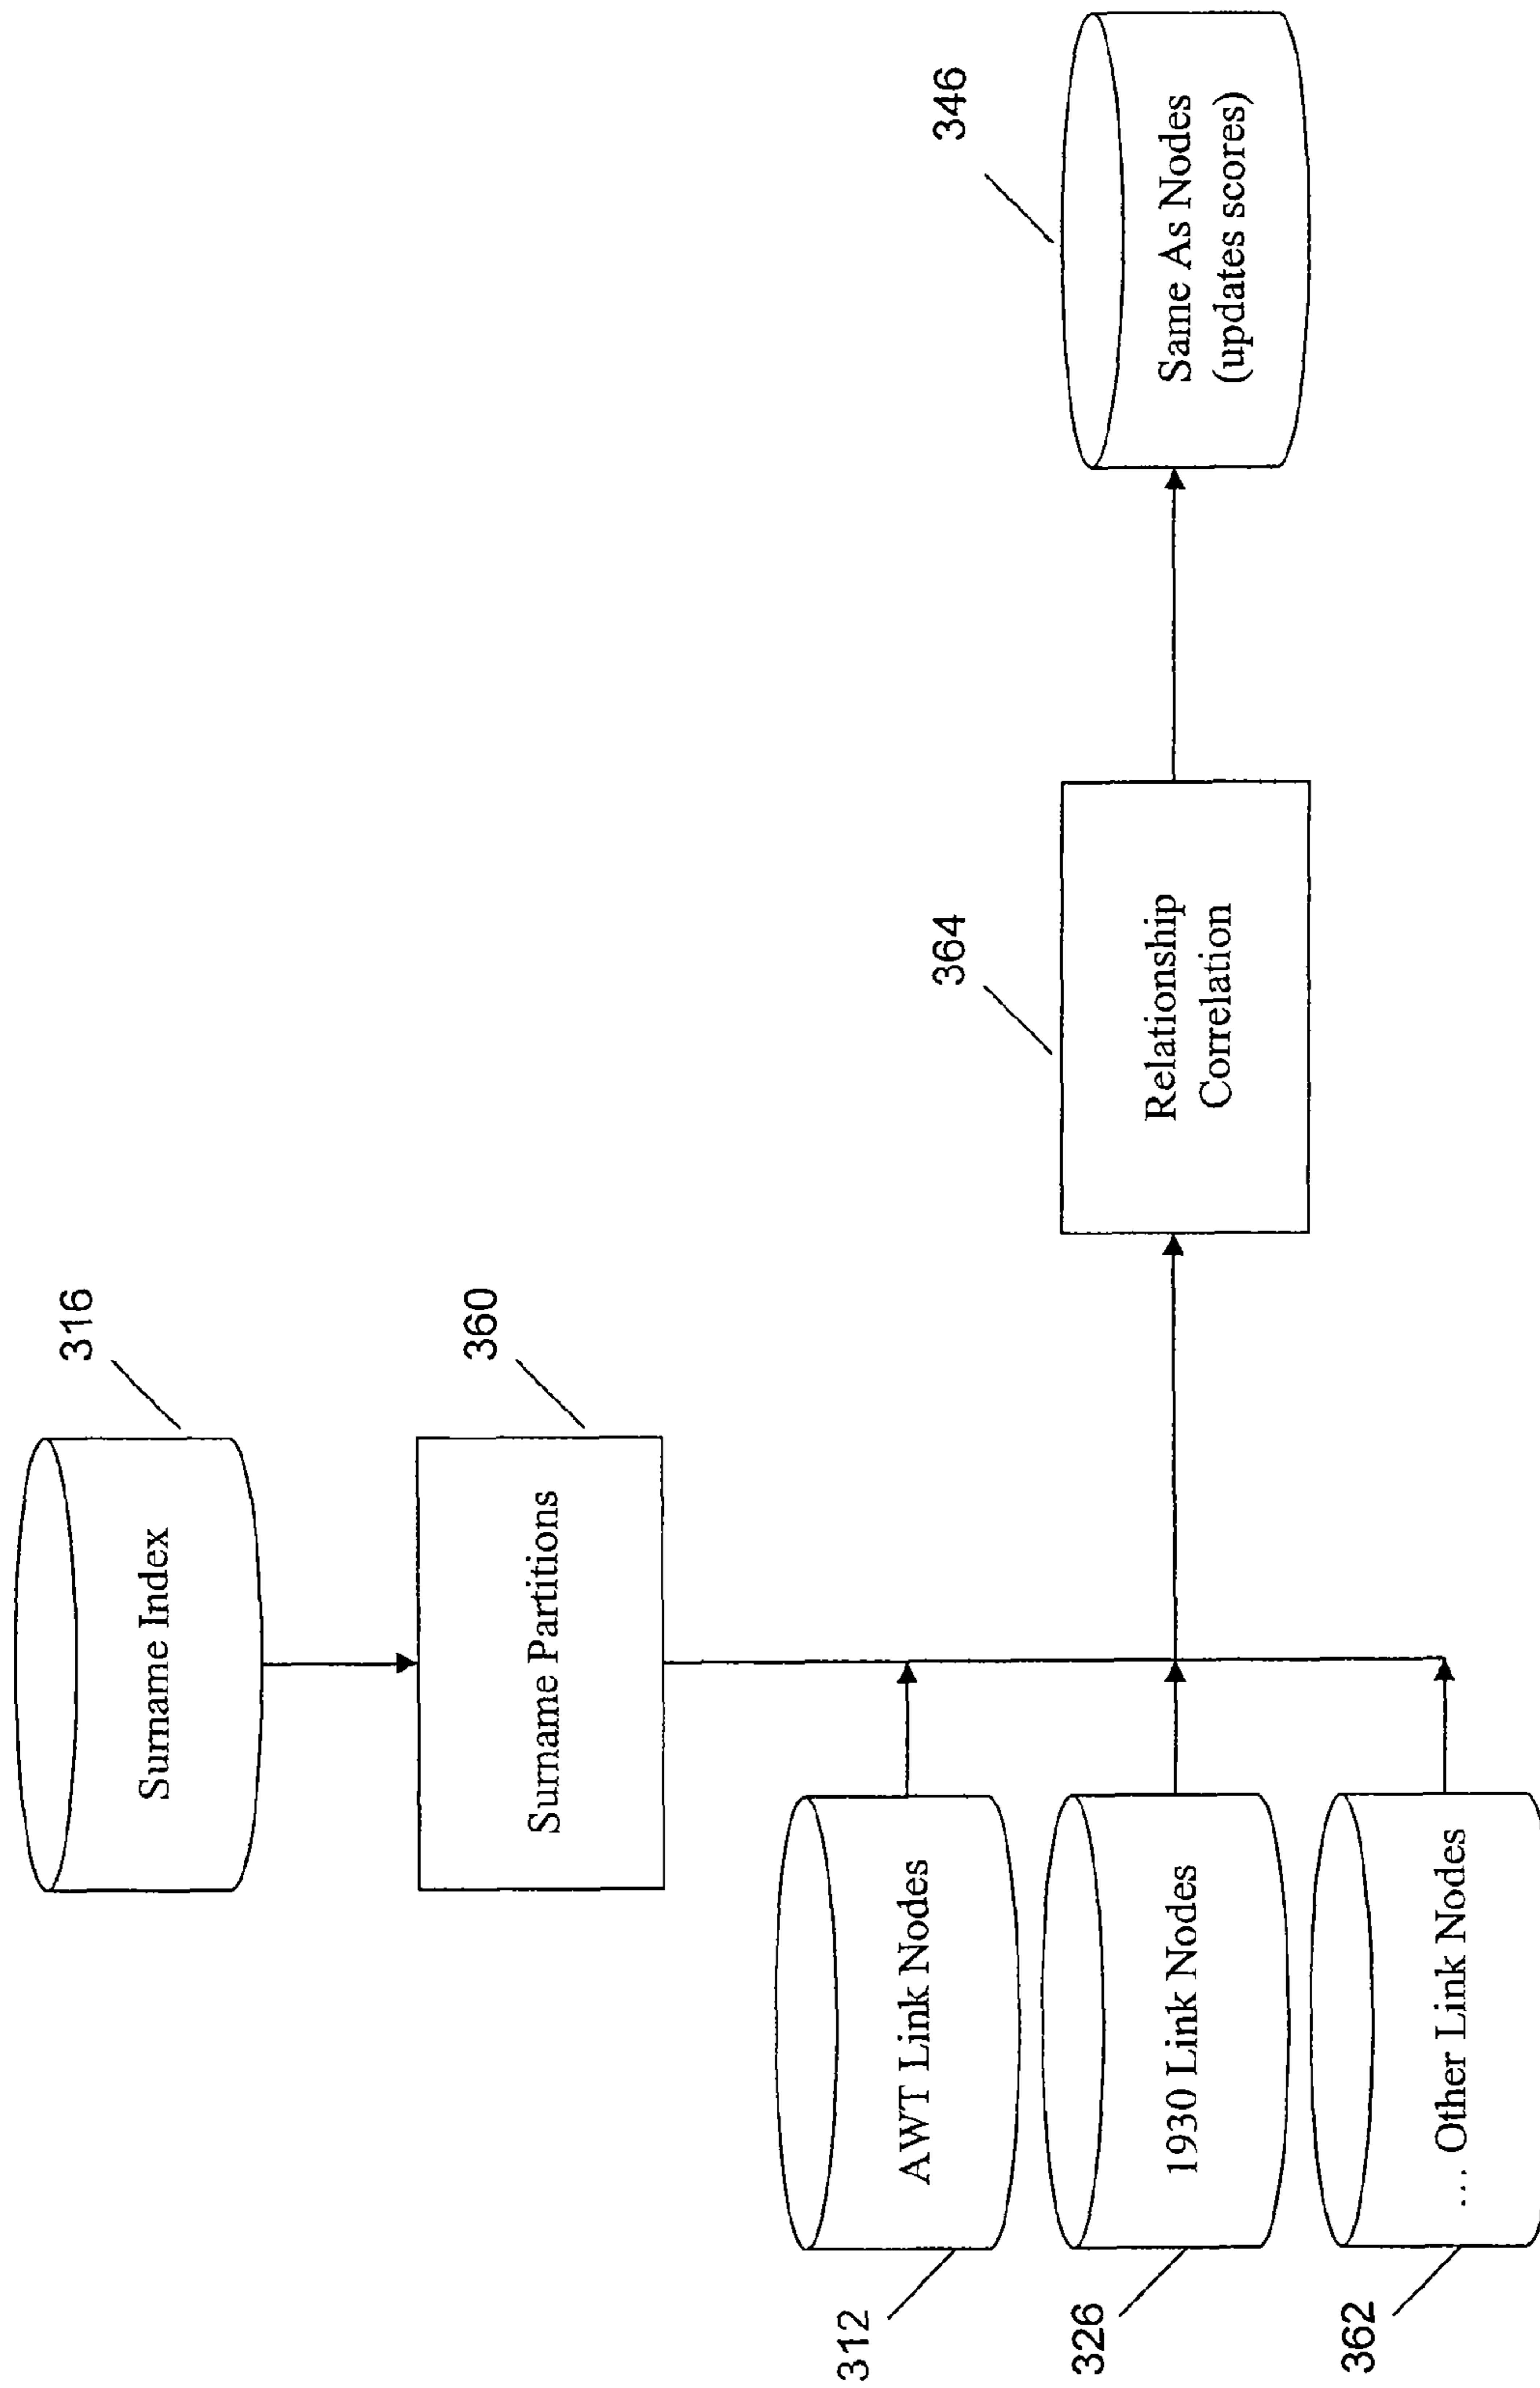 316
Surname Index
360
Surname Partitions
312
AWT Link Nodes
326
1930 Link Nodes
362
... Other Link Nodes
364
Relationship
Correlation
346
Same As Nodes
(updates scores)